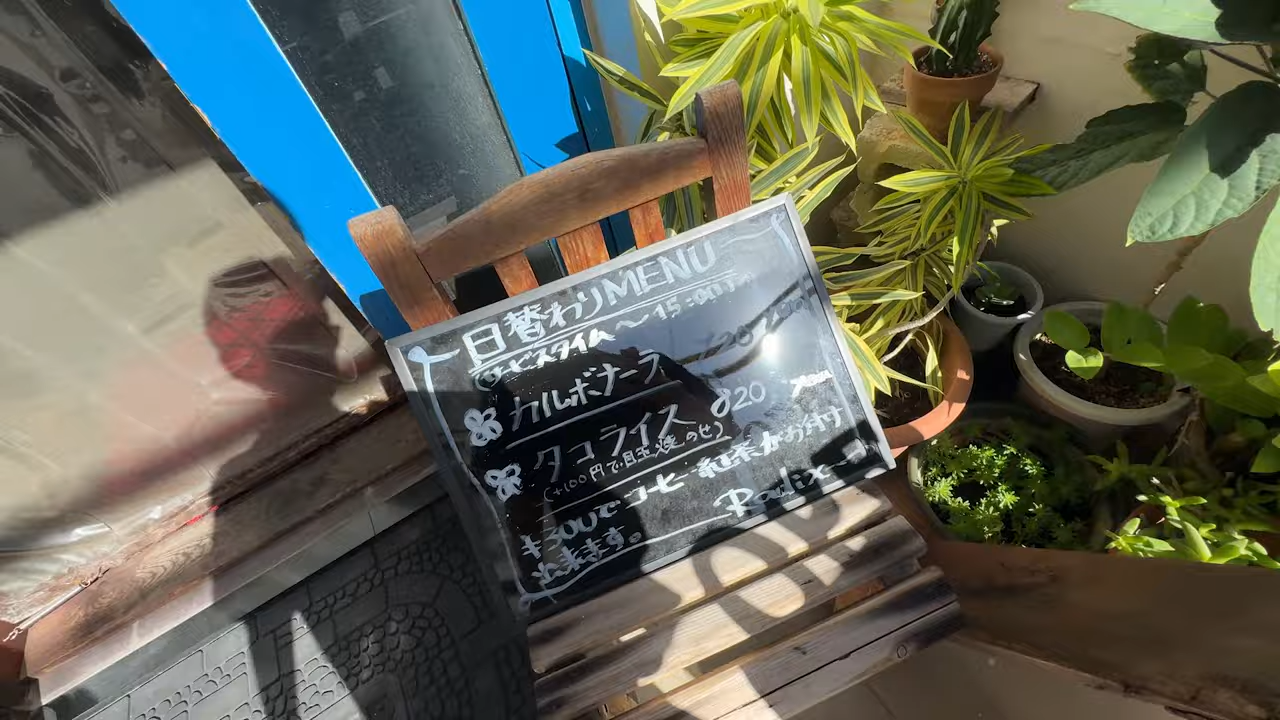 日替わりMENU
サービスタイム〜15:00
カルボナーラ
タコライス 820
(+100円で目玉焼のせ)
¥300でコーヒー紅茶がお付け
出来ます。 Radix